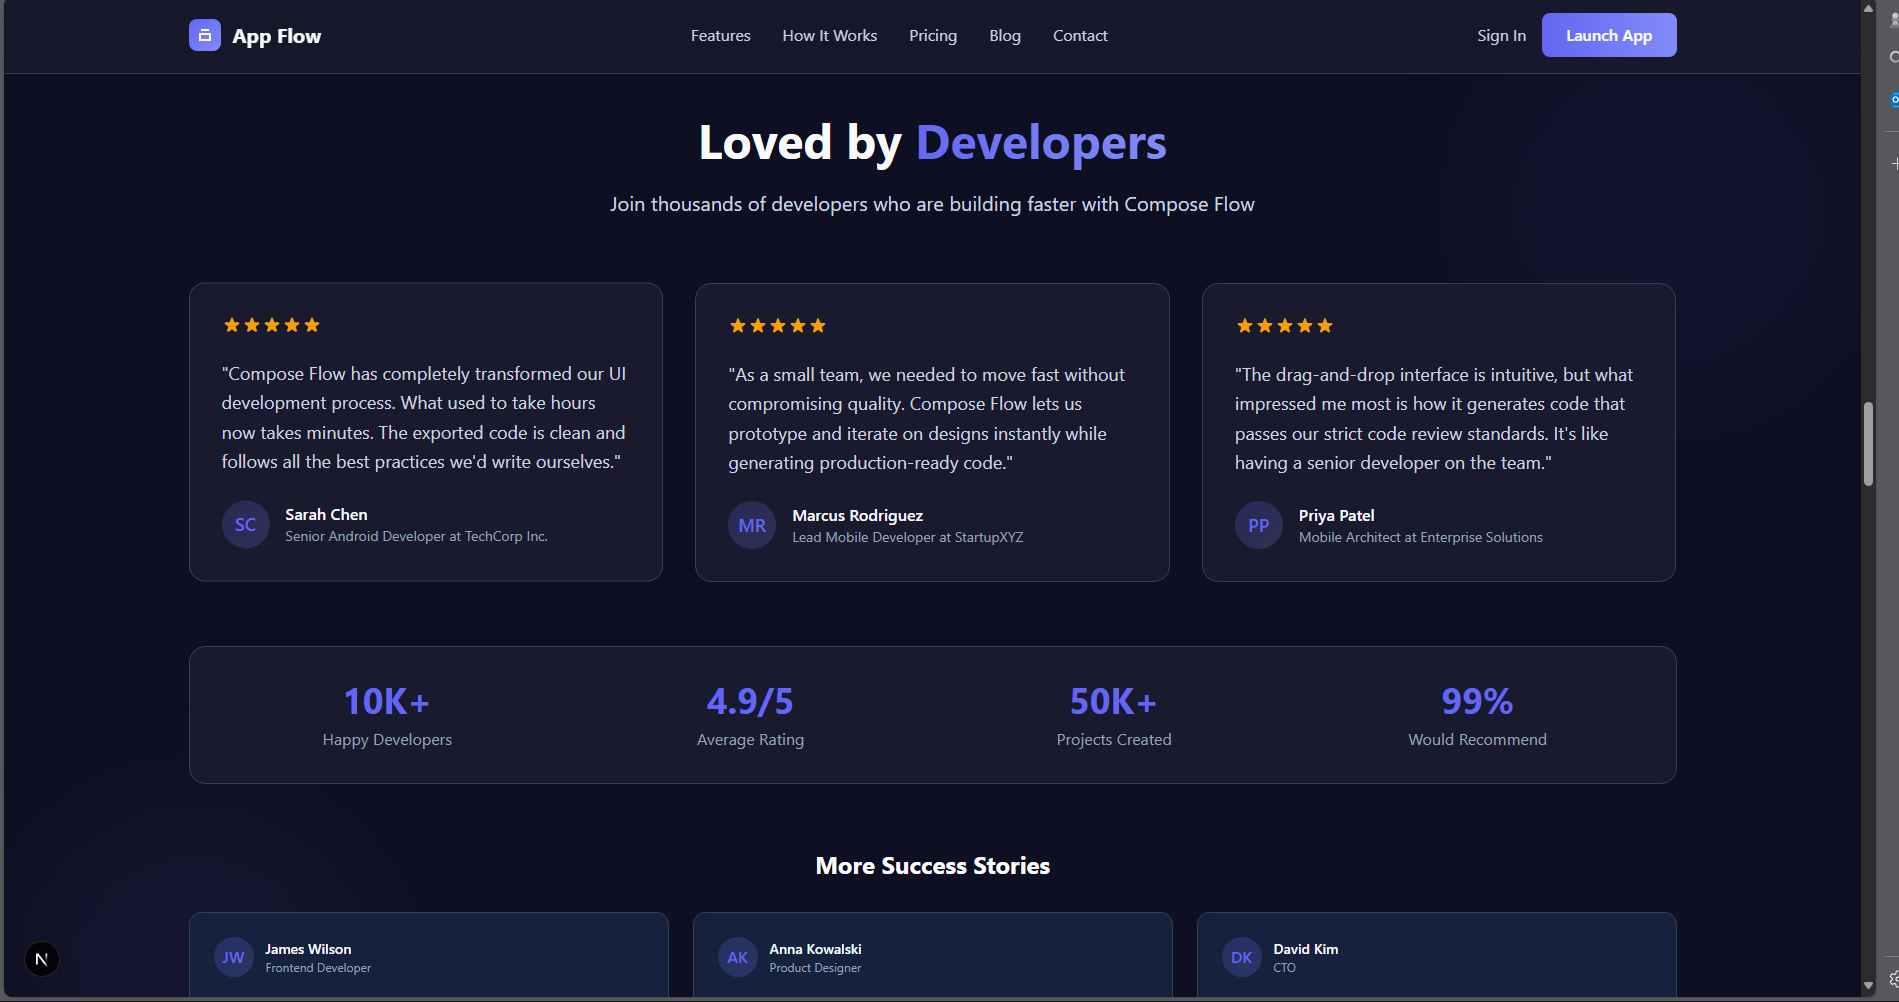 App Flow
Features
How It Works
Pricing
Blog
Contact
Sign In
Launch App
Loved by Developers
Join thousands of developers who are building faster with Compose Flow
"Compose Flow has completely transformed our UI
development process. What used to take hours
now takes minutes. The exported code is clean and
follows all the best practices we'd write ourselves."
SC
Sarah Chen
Senior Android Developer at TechCorp Inc.
"As a small team, we needed to move fast without
compromising quality. Compose Flow lets us
prototype and iterate on designs instantly while
generating production-ready code."
MR
Marcus Rodriguez
Lead Mobile Developer at StartupXYZ
"The drag-and-drop interface is intuitive, but what
impressed me most is how it generates code that
passes our strict code review standards. It's like
having a senior developer on the team."
PP
Priya Patel
Mobile Architect at Enterprise Solutions
10K+
Happy Developers
4.9/5
Average Rating
50K+
Projects Created
99%
Would Recommend
More Success Stories
JW
James Wilson
Frontend Developer
AK
Anna Kowalski
Product Designer
DK
David Kim
CTO
N